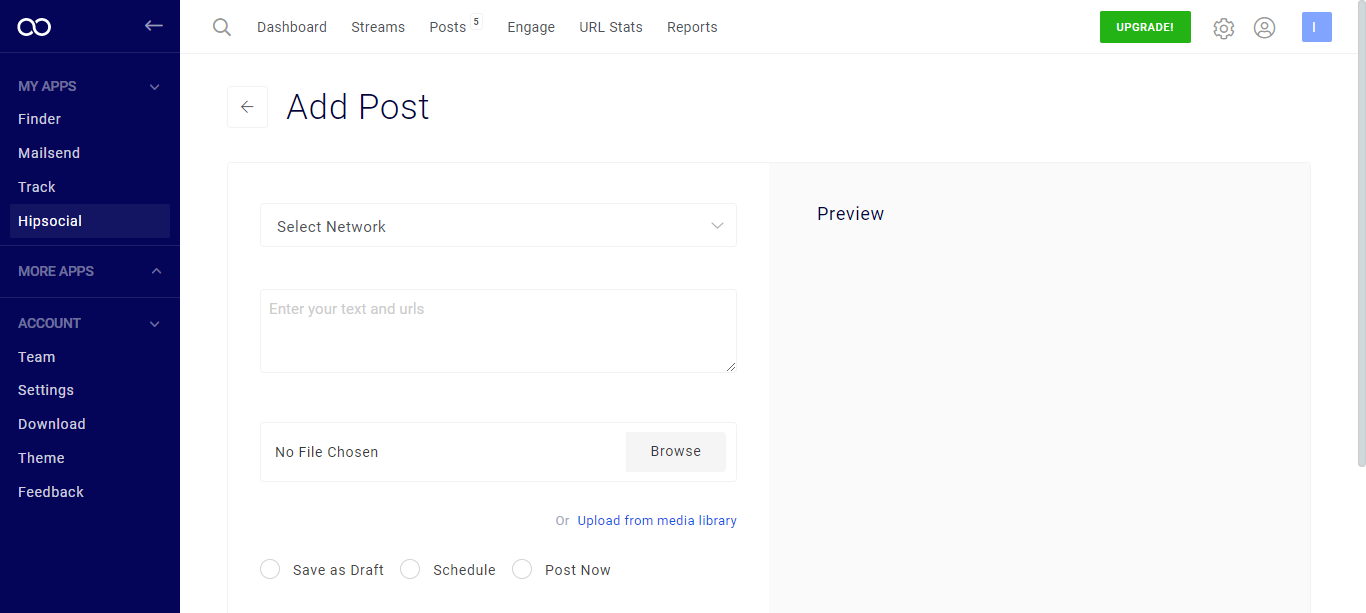 Dashboard Streams Posts 5 Engage URL Stats Reports UPGRADE! I
MY APPS
Finder
Mailsend
Track
Hipsocial
MORE APPS
ACCOUNT
Team
Settings
Download
Theme
Feedback
Add Post
Select Network
Enter your text and urls
No File Chosen Browse
Or Upload from media library
Save as Draft Schedule Post Now
Preview